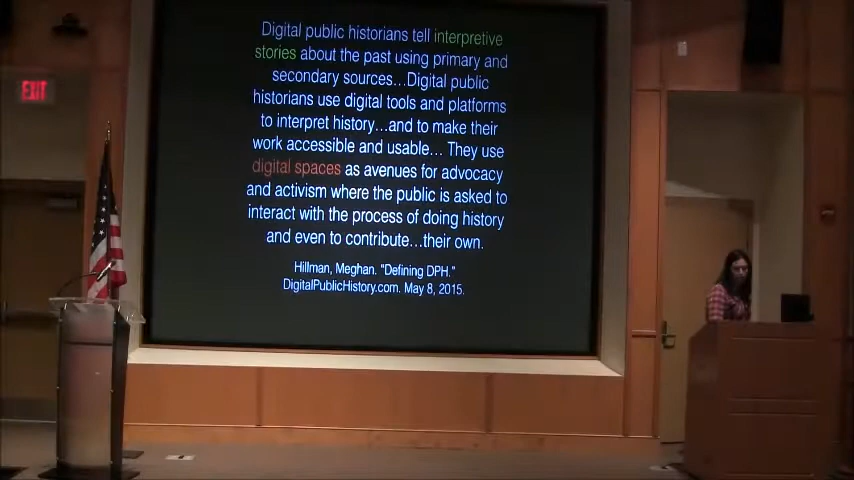 EXIT
Digital public historians tell interpretive
stories about the past using primary and
secondary sources...Digital public
historians use digital tools and platforms
to interpret history...and to make their
work accessible and usable... They use
digital spaces as avenues for advocacy
and activism where the public is asked to
interact with the process of doing history
and even to contribute...their own.
Hillman, Meghan. "Defining DPH."
DigitalPublicHistory.com. May 8, 2015.